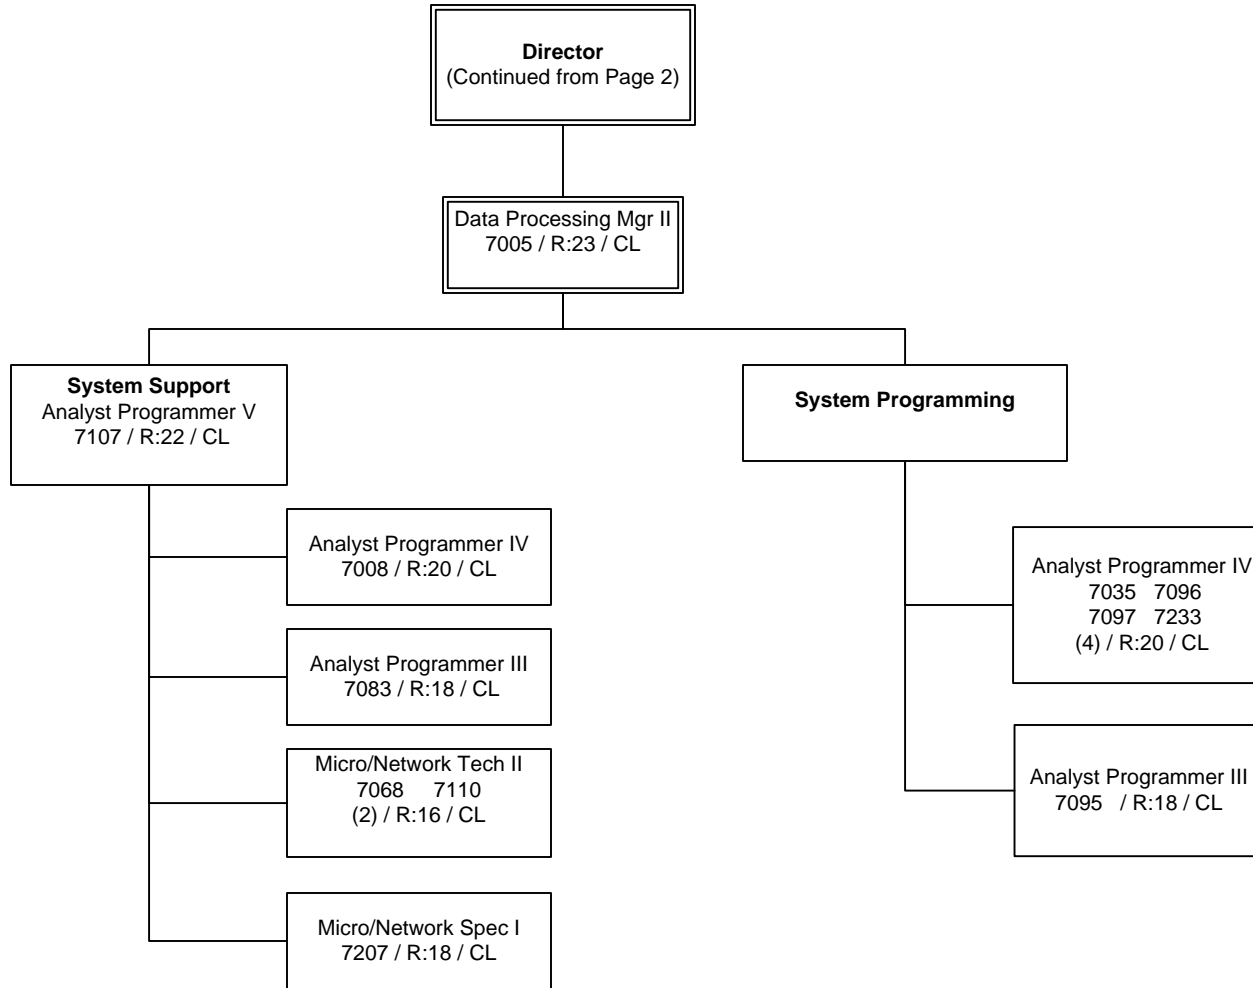 Director
(Continued from Page 2)
Data Processing Mgr II
7005 / R:23 / CL
System Support
Analyst Programmer V
7107 / R:22 / CL
System Programming
Analyst Programmer IV
7008 / R:20 / CL
Analyst Programmer III
7083 / R:18 / CL
Micro/Network Tech II
7068 7110
(2) / R:16 / CL
Micro/Network Spec I
7207 / R:18 / CL
Analyst Programmer IV
7035 7096
7097 7233
(4) / R:20 / CL
Analyst Programmer III
7095 / R:18 / CL